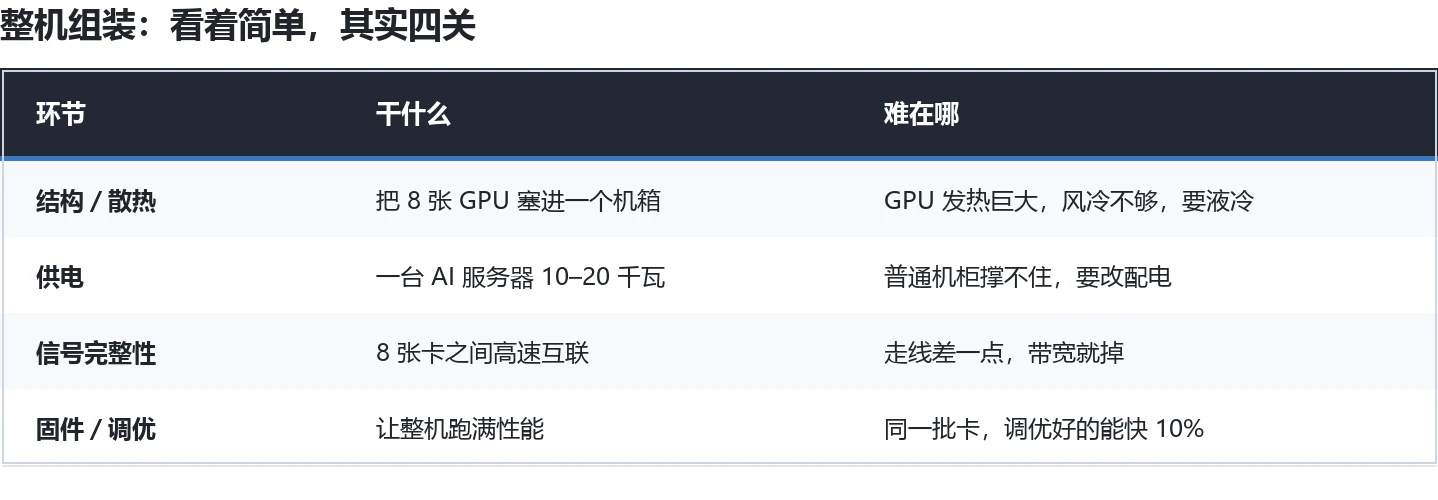 整机组装：看着简单，其实四关
环节 干什么 难在哪
结构 / 散热 把 8 张 GPU 塞进一个机箱 GPU 发热巨大，风冷不够，要液冷
供电 一台 AI 服务器 10–20 千瓦 普通机柜撑不住，要改配电
信号完整性 8 张卡之间高速互联 走线差一点，带宽就掉
固件 / 调优 让整机跑满性能 同一批卡，调优好的能快 10%